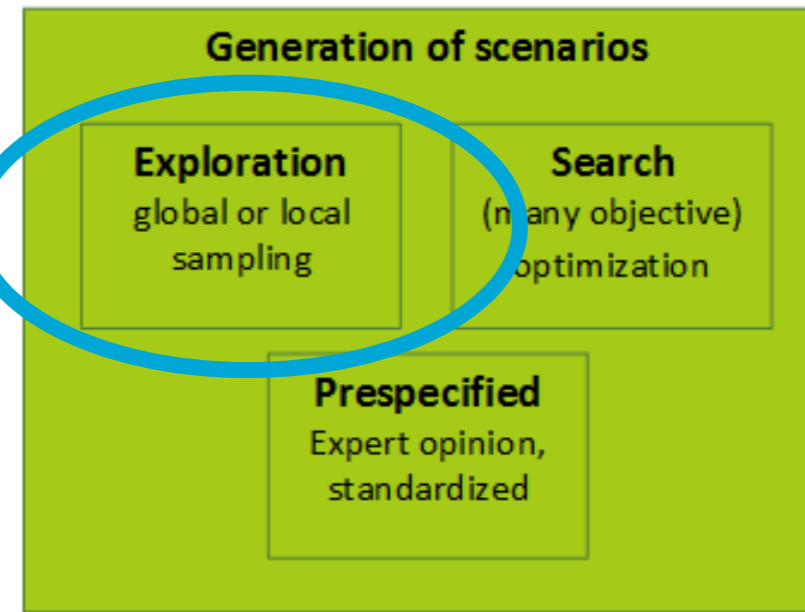 Generation of scenarios
Exploration
global or local
sampling
Search
(many objective)
optimization
Prespecified
Expert opinion,
standardized